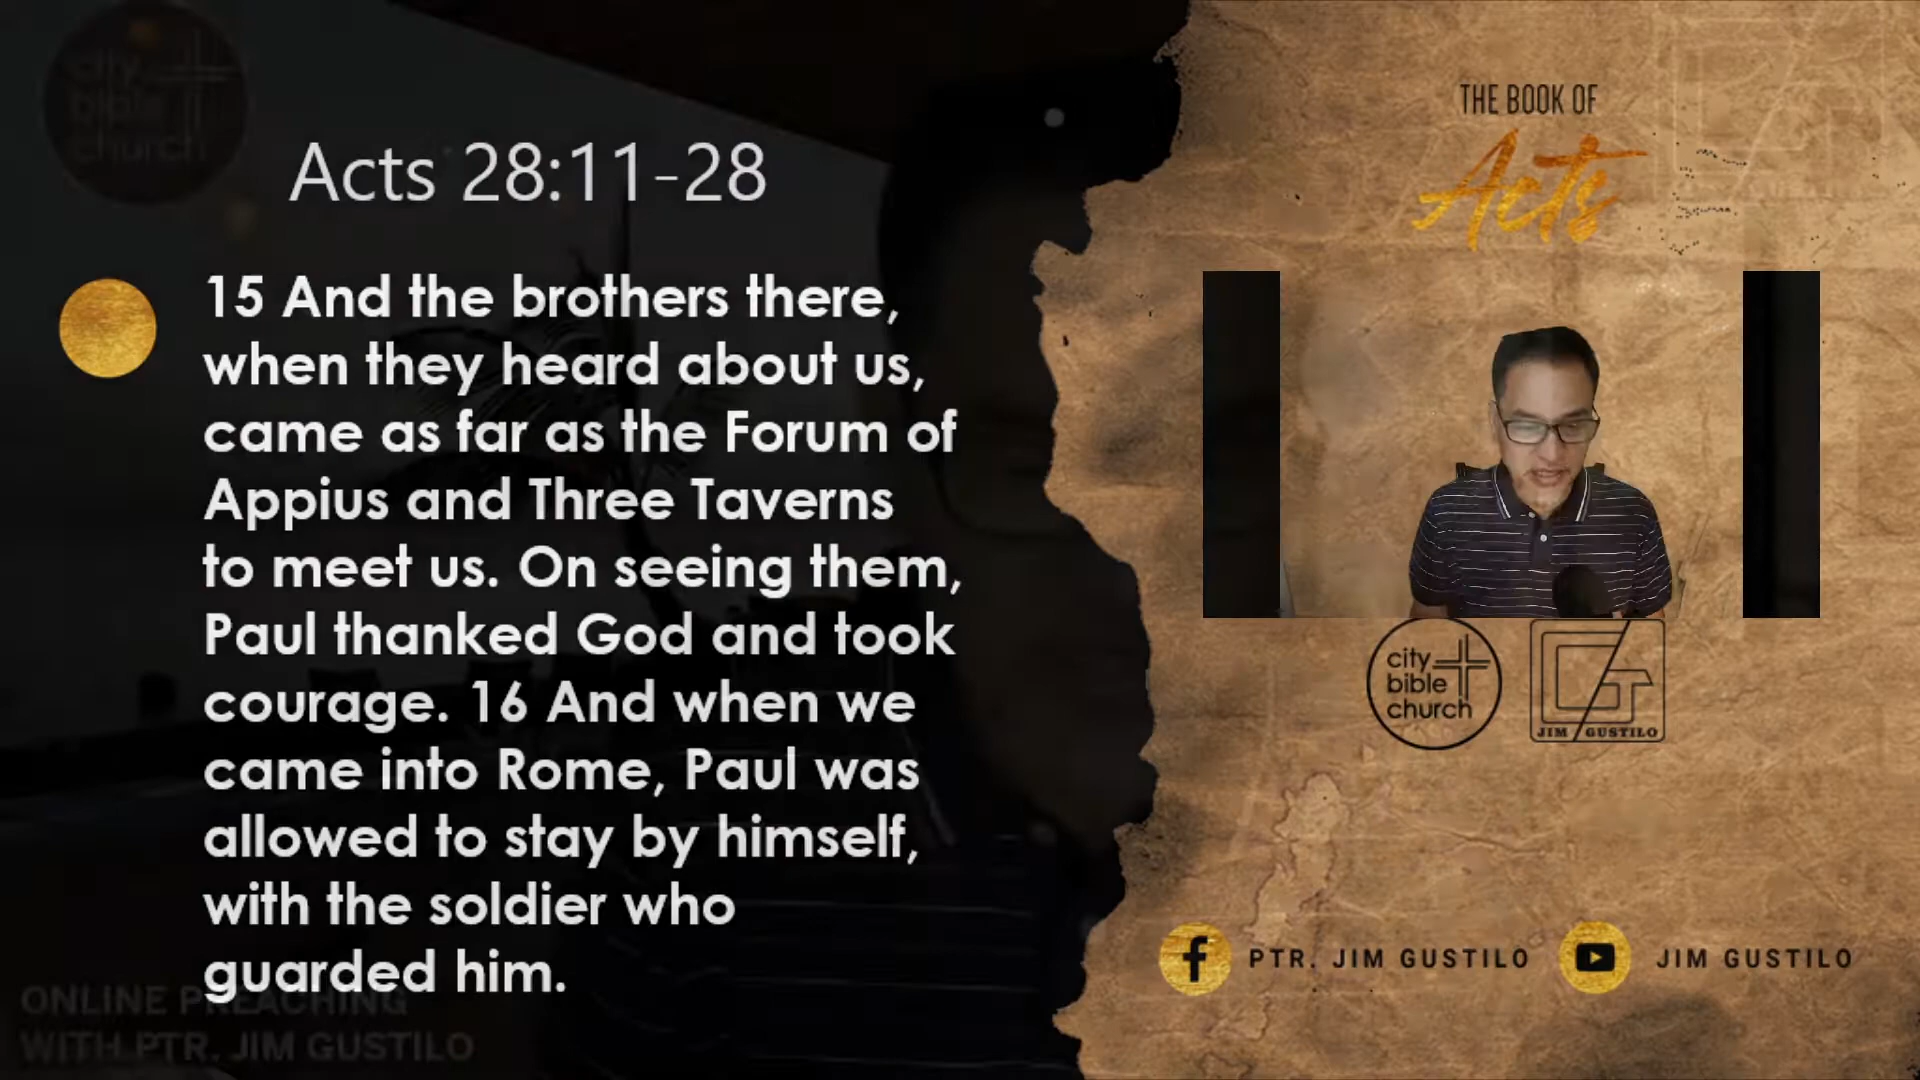 city
bible
church
Acts 28:11-28
15 And the brothers there,
when they heard about us,
came as far as the Forum of
Appius and Three Taverns
to meet us. On seeing them,
Paul thanked God and took
courage. 16 And when we
came into Rome, Paul was
allowed to stay by himself,
with the soldier who
guarded him.
ONLINE PREACHING
WITH PTR. JIM GUSTILO
THE BOOK OF
Acts
city
bible
church
JIM GUSTILO
PTR. JIM GUSTILO
JIM GUSTILO